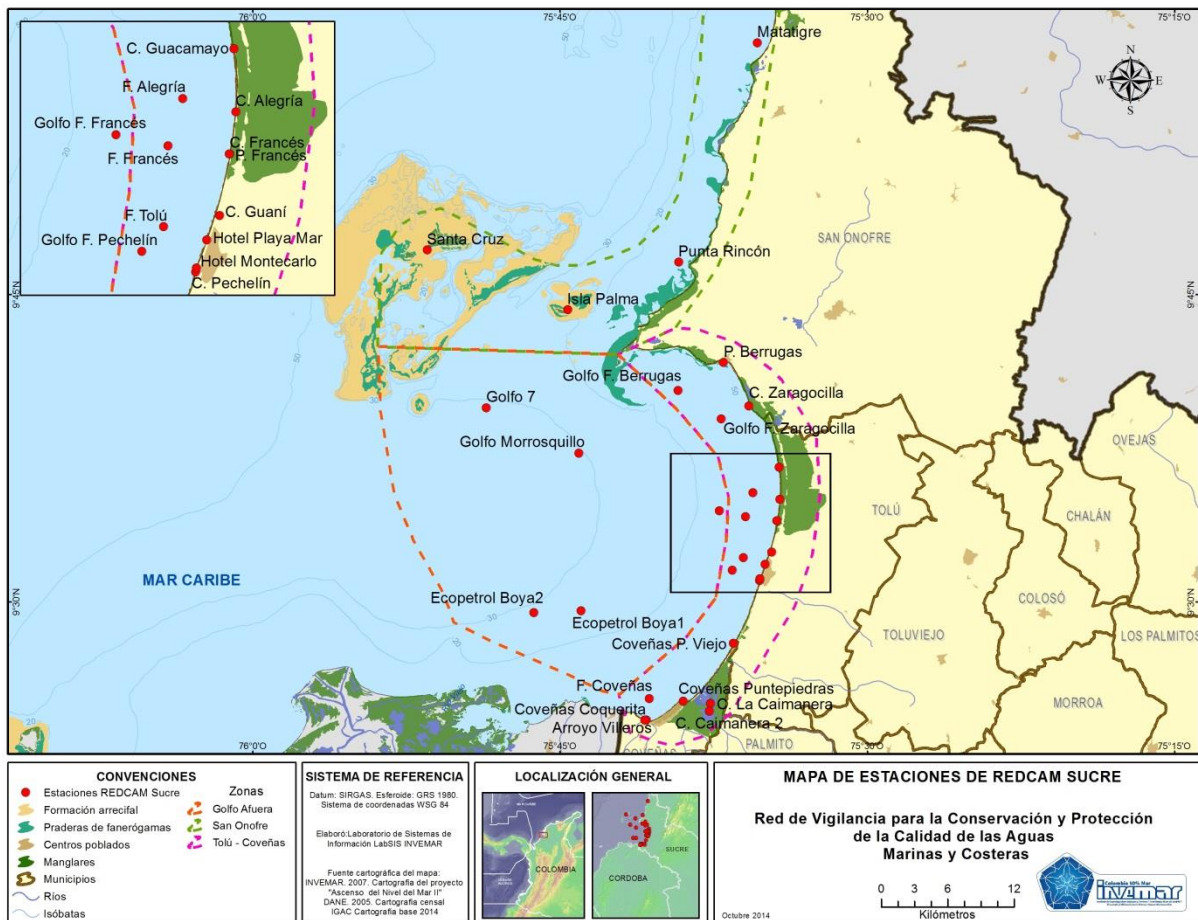 76°0'O
75°45'O
75°30'O
75°15'O
Matatigre
N
W
E
S
C. Guacamayo
F. Alegría
C. Alegría
Golfo F. Francés
C. Francés
F. Francés
P. Francés
C. Guaní
F. Tolú
Golfo F. Pechelín
Hotel Playa Mar
Hotel Montecarlo
C. Pechelín
SAN ONOFRE
Santa Cruz
Punta Rincón
9°45'N
9°45'N
Isla Palma
P. Berrugas
Golfo F. Berrugas
Golfo 7
C. Zaragocilla
Golfo F. Zaragocilla
Golfo Morrosquillo
OVEJAS
TOLÚ
CHALÁN
MAR CARIBE
Ecopetrol Boya2
Ecopetrol Boya1
9°30'N
9°30'N
COLOSÓ
TOLUVIEJO
LOS PALMITOS
Coveñas P. Viejo
F. Coveñas
Coveñas Puntepiedras
C. La Caimanera
MORROA
Coveñas Coquerita
C. Caimanera 2
Arroyo Villeros
COVEÑAS
PALMITO
76°0'O
75°45'O
75°30'O
75°15'O
CONVENCIONES
Estaciones REDCAM Sucre
Formación arrecifal
Praderas de fanerógamas
Centros poblados
Manglares
Municipios
Ríos
Isóbatas
Zonas
Golfo Afuera
San Onofre
Tolú - Coveñas
SISTEMA DE REFERENCIA
Datum: SIRGAS. Esferoide: GRS 1980.
Sistema de coordenadas WSG 84
Elaboró:Laboratorio de Sistemas de
Información LabSIS INVEMAR
Fuente cartográfica del mapa:
INVEMAR. 2007. Cartografía del proyecto
"Ascenso del Nivel del Mar II"
DANE. 2005. Cartografía censal
IGAC Cartografía base 2014
LOCALIZACIÓN GENERAL
COLOMBIA
SUCRE
CORDOBA
MAPA DE ESTACIONES DE REDCAM SUCRE
Red de Vigilancia para la Conservación y Protección
de la Calidad de las Aguas
Marinas y Costeras
0 3 6 12
Kilómetros
Octubre 2014
Colombia 50% Mar
invemar